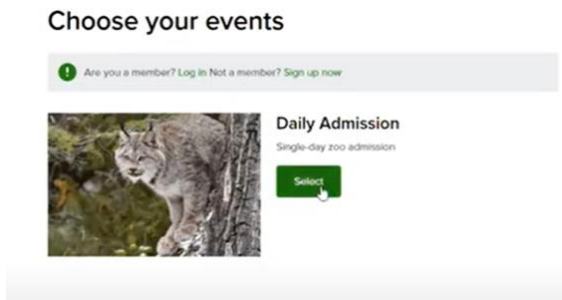 Choose your events
Are you a member? Log in Not a member? Sign up now
Daily Admission
Single-day zoo admission
Select